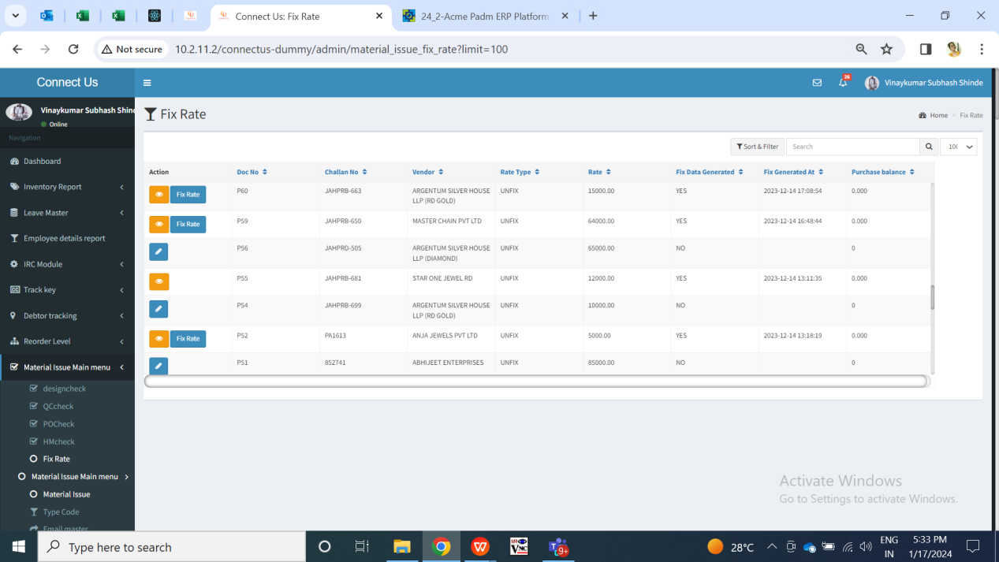 Connect Us: Fix Rate
24_2-Acme Padm ERP Platform
Not secure
10.2.11.2/connectus-dummy/admin/material_issue_fix_rate?limit=100
Connect Us
26
Vinaykumar Subhash Shinde
Vinaykumar Subhash Shind
Online
Navigation
Dashboard
Inventory Report
Leave Master
Employee details report
IRC Module
Track key
Debtor tracking
Reorder Level
Material Issue Main menu
designcheck
QCcheck
POCheck
HMcheck
Fix Rate
Material Issue Main menu
Material Issue
Type Code
Email master
Fix Rate
Home > Fix Rate
Sort & Filter
Search
100
Action Doc No Challan No Vendor Rate Type Rate Fix Data Generated Fix Generated At Purchase balance
Fix Rate P60 JAHPRB-663 ARGENTUM SILVER HOUSE UNFIX 15000.00 YES 2023-12-14 17:08:54 0.000
LLP (RD GOLD)
Fix Rate P59 JAHPRB-650 MASTER CHAIN PVT LTD UNFIX 64000.00 YES 2023-12-14 16:48:44 0.000
P56 JAHPRD-505 ARGENTUM SILVER HOUSE UNFIX 65000.00 NO 0
LLP (DIAMOND)
P55 JAHPRB-681 STAR ONE JEWEL RD UNFIX 12000.00 YES 2023-12-14 13:11:35 0.000
P54 JAHPRB-699 ARGENTUM SILVER HOUSE UNFIX 10000.00 NO 0
LLP (RD GOLD)
Fix Rate P52 PA1613 ANJA JEWELS PVT LTD UNFIX 5000.00 YES 2023-12-14 13:18:19 0.000
P51 852741 ABHIJEET ENTERPRISES UNFIX 85000.00 NO 0
Activate Windows
Go to Settings to activate Windows.
Type here to search
W
VNC
9+
28°C
ENG
IN
5:33 PM
1/17/2024